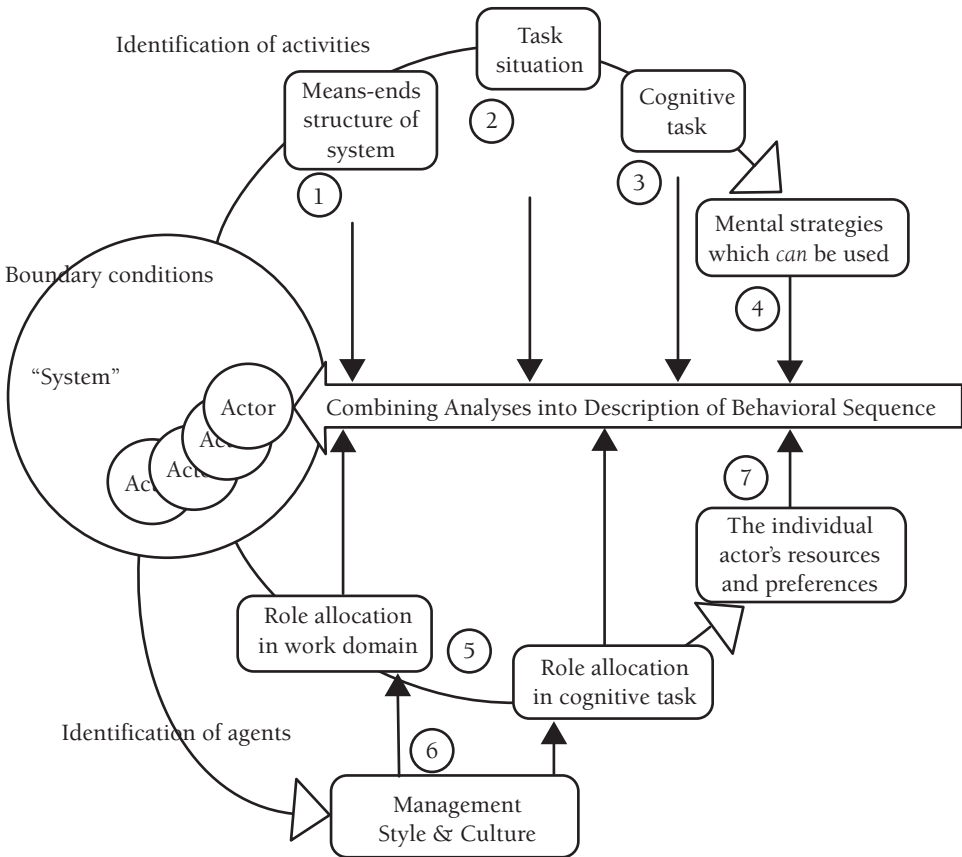 Identification of activities
Task
situation
Means-ends
structure of
system
2
Cognitive
task
1
3
Mental strategies
which can be used
Boundary conditions
4
“System”
Actor
Combining Analyses into Description of Behavioral Sequence
Act
Acto
Act
7
The individual
actor’s resources
and preferences
Role allocation
in work domain
5
Role allocation
in cognitive task
Identification of agents
6
Management
Style & Culture